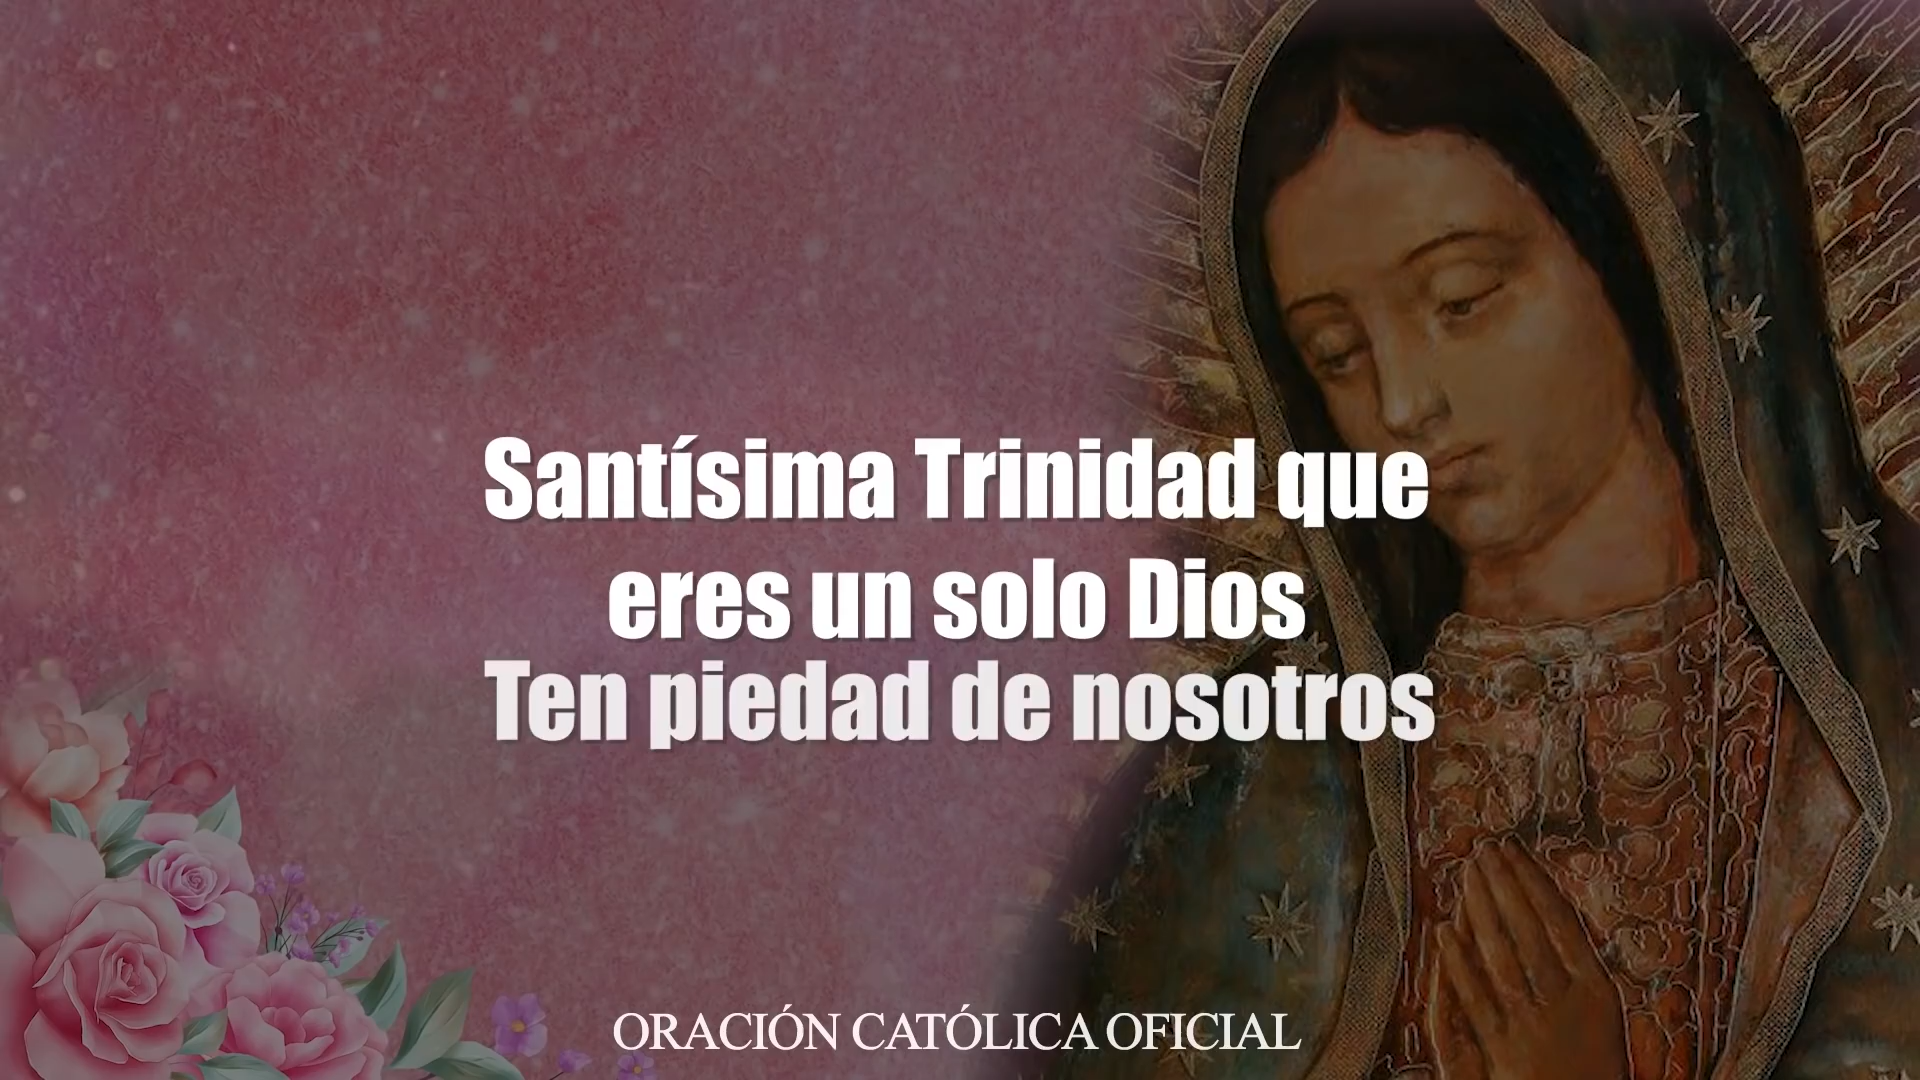 Santísima Trinidad que
eres un solo Dios
Ten piedad de nosotros
ORACIÓN CATÓLICA OFICIAL